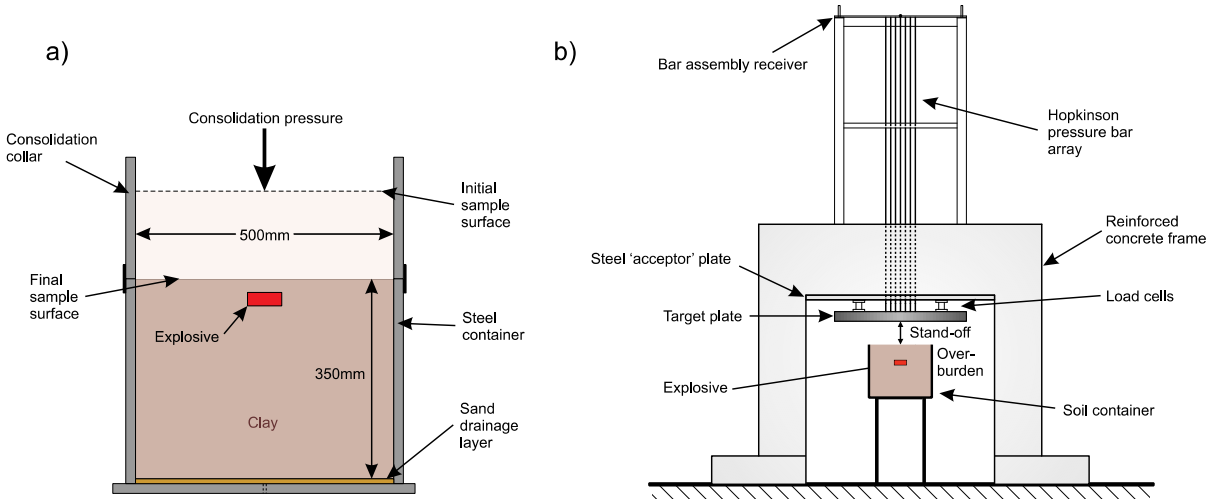 a)
Consolidation pressure
Consolidation
collar
Initial
sample
surface
500mm
Final
sample
surface
Explosive
Steel
container
350mm
Clay
Sand
drainage
layer
b)
Bar assembly receiver
Hopkinson
pressure bar
array
Reinforced
concrete frame
Steel ‘acceptor’ plate
Load cells
Target plate
Stand-off
Over-
burden
Explosive
Soil container